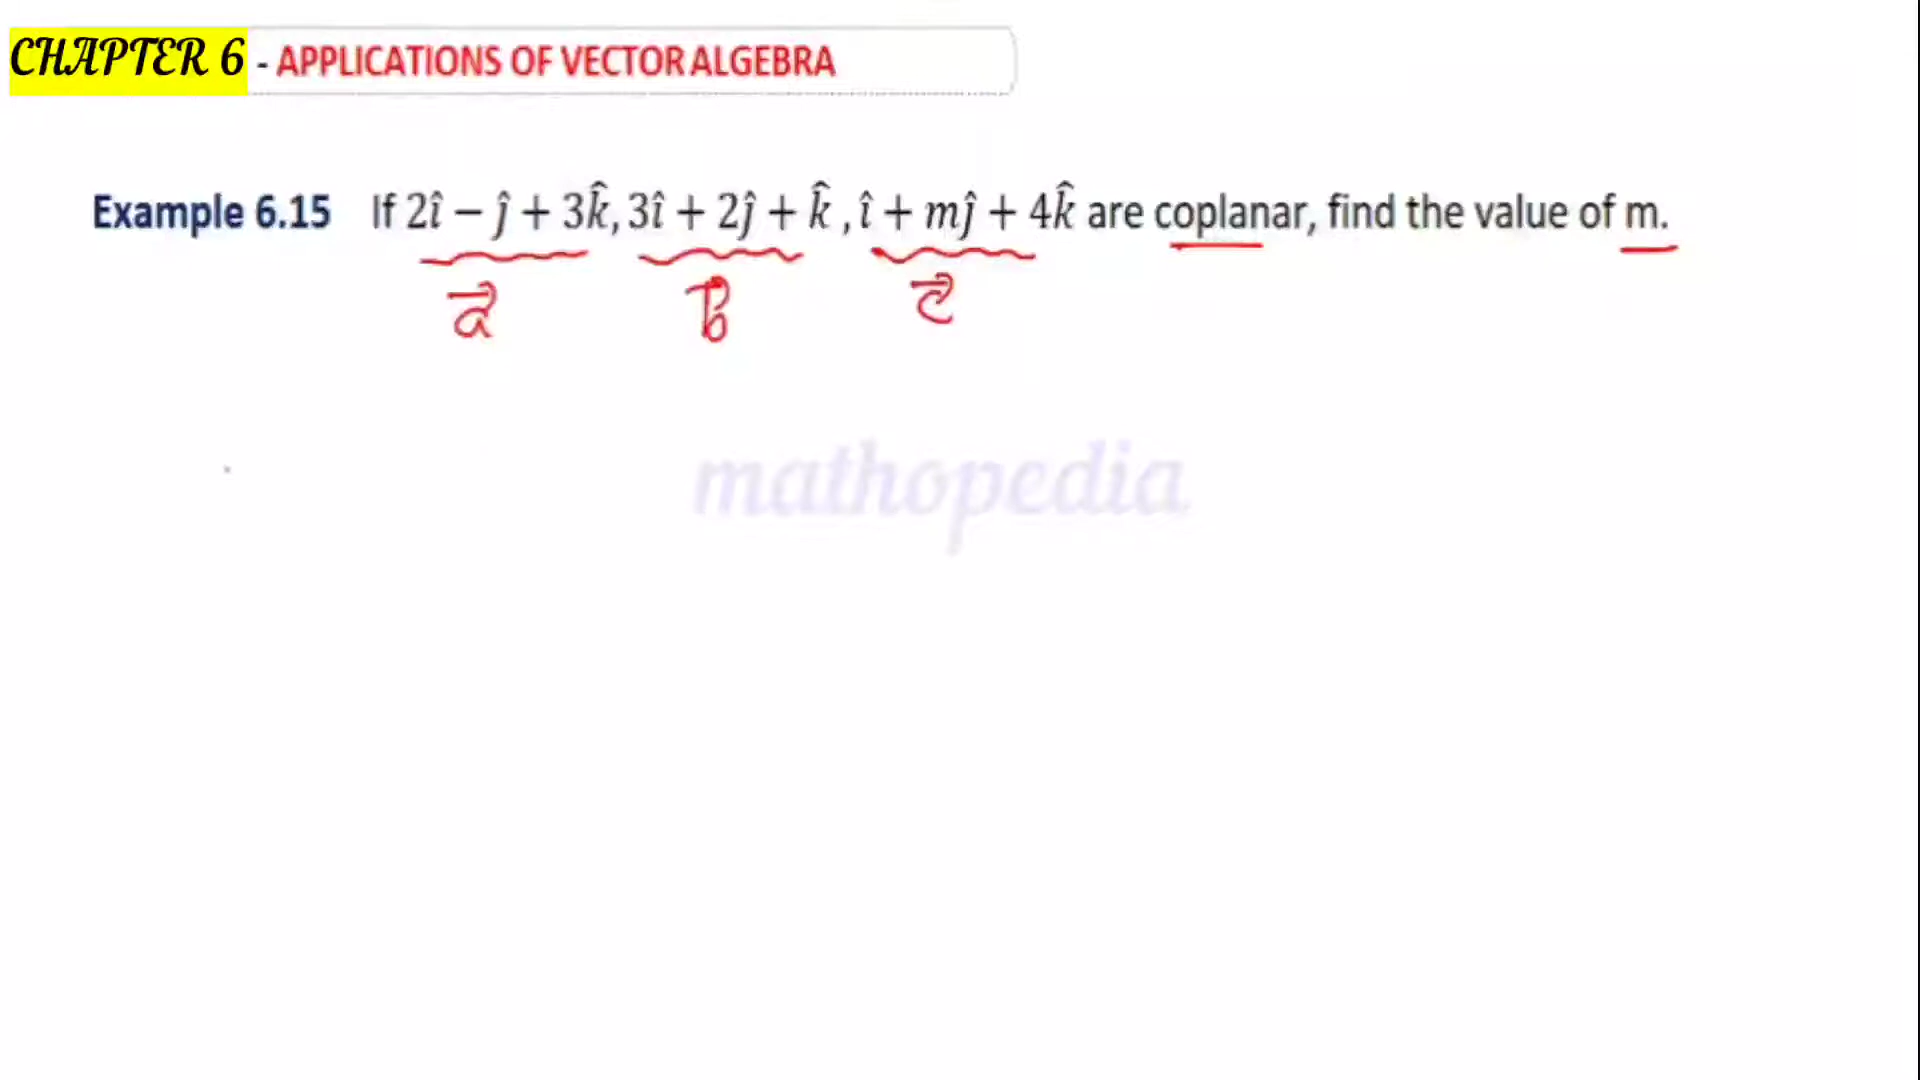 CHAPTER 6 - APPLICATIONS OF VECTOR ALGEBRA
Example 6.15 If 2î − ĵ + 3k̂, 3î + 2ĵ + k̂ , î + mĵ + 4k̂ are coplanar, find the value of m.
a⃗ b⃗ c⃗
mathopedia